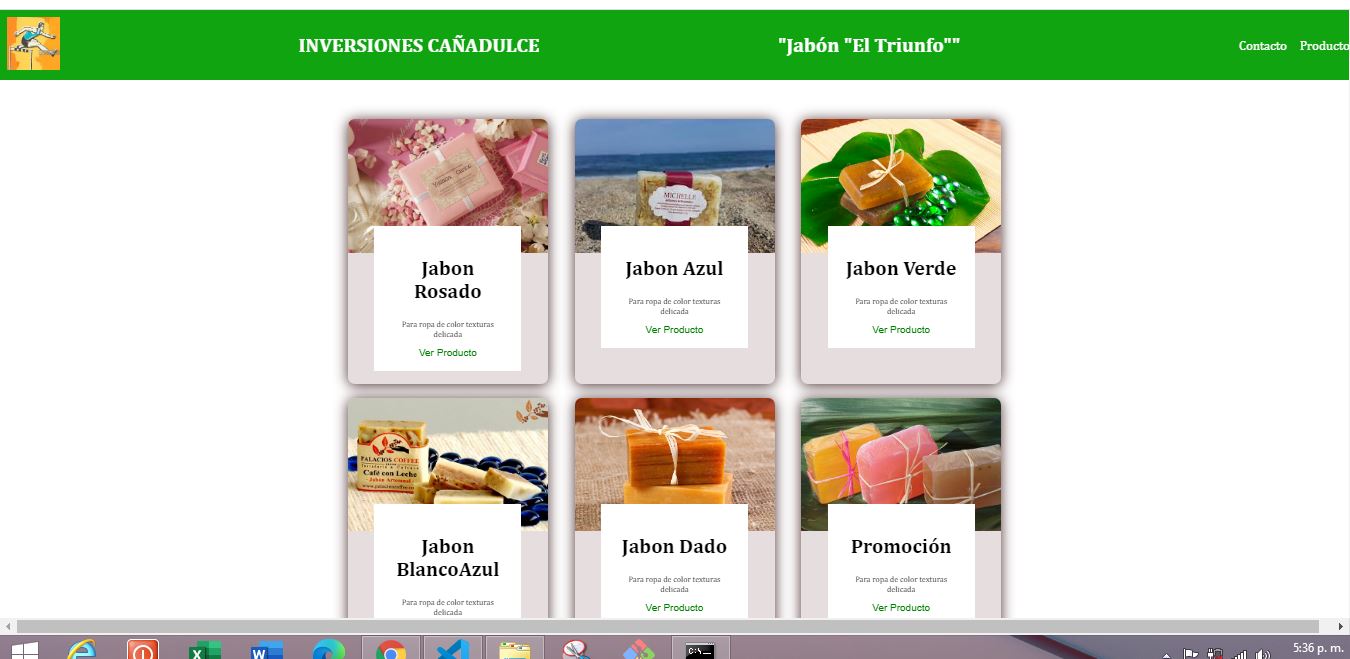 INVERSIONES CAÑADULCE
"Jabón "El Triunfo""
Contacto Producto
MICHELLE
Jabon
Rosado
Para ropa de color texturas
delicada
Ver Producto
Jabon Azul
Para ropa de color texturas
delicada
Ver Producto
Jabon Verde
Para ropa de color texturas
delicada
Ver Producto
PALACIOS COFFEE
Café con Leche
Jabon Artesanal
Jabon
BlancoAzul
Para ropa de color texturas
delicada
Jabon Dado
Para ropa de color texturas
delicada
Ver Producto
Promoción
Para ropa de color texturas
delicada
Ver Producto
5:36 p. m.